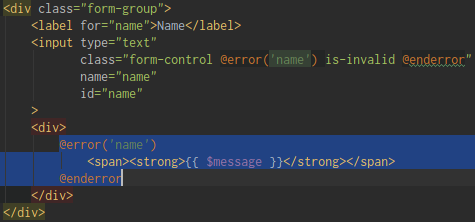 <div class="form-group">
    <label for="name">Name</label>
    <input type="text"
           class="form-control @error('name') is-invalid @enderror"
           name="name"
           id="name"
    >
    <div>
        @error('name')
            <span><strong>{{ $message }}</strong></span>
        @enderror
    </div>
</div>